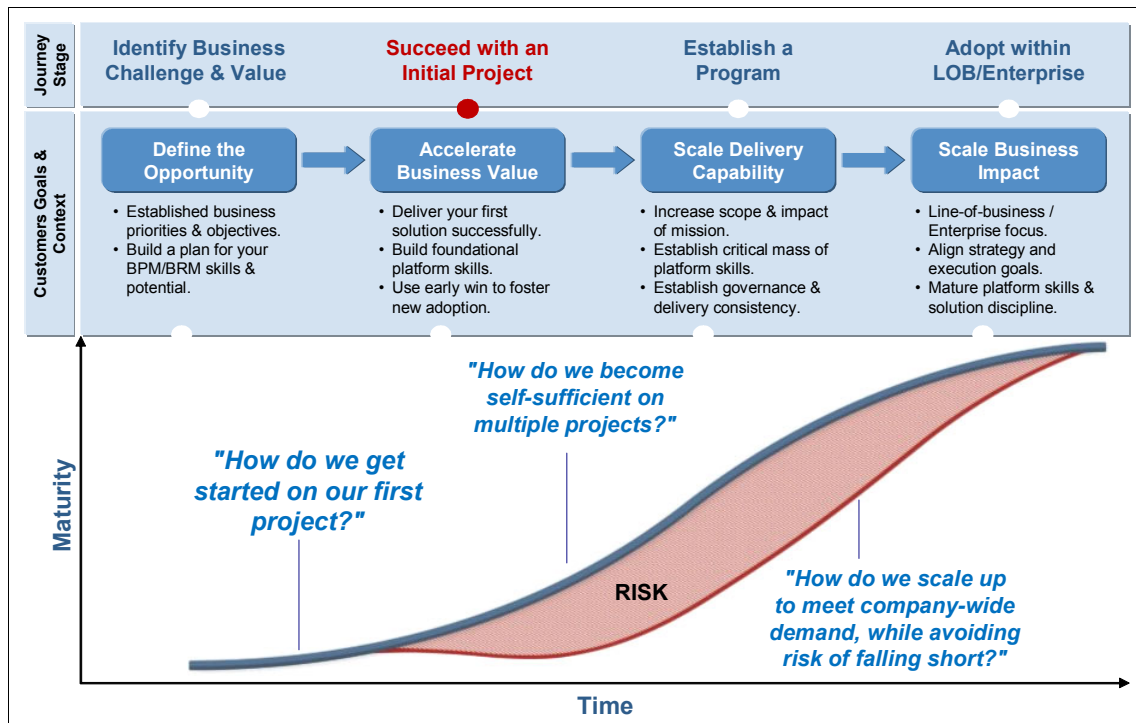 Journey
Stage
Identify Business
Challenge & Value
Succeed with an
Initial Project
Establish a
Program
Adopt within
LOB/Enterprise
Customers Goals &
Context
Define the
Opportunity
• Established business
priorities & objectives.
• Build a plan for your
BPM/BRM skills &
potential.
Accelerate
Business Value
• Deliver your first
solution successfully.
• Build foundational
platform skills.
• Use early win to foster
new adoption.
Scale Delivery
Capability
• Increase scope & impact
of mission.
• Establish critical mass of
platform skills.
• Establish governance &
delivery consistency.
Scale Business
Impact
• Line-of-business /
Enterprise focus.
• Align strategy and
execution goals.
• Mature platform skills &
solution discipline.
Maturity
"How do we get
started on our first
project?"
"How do we become
self-sufficient on
multiple projects?"
RISK
"How do we scale up
to meet company-wide
demand, while avoiding
risk of falling short?"
Time